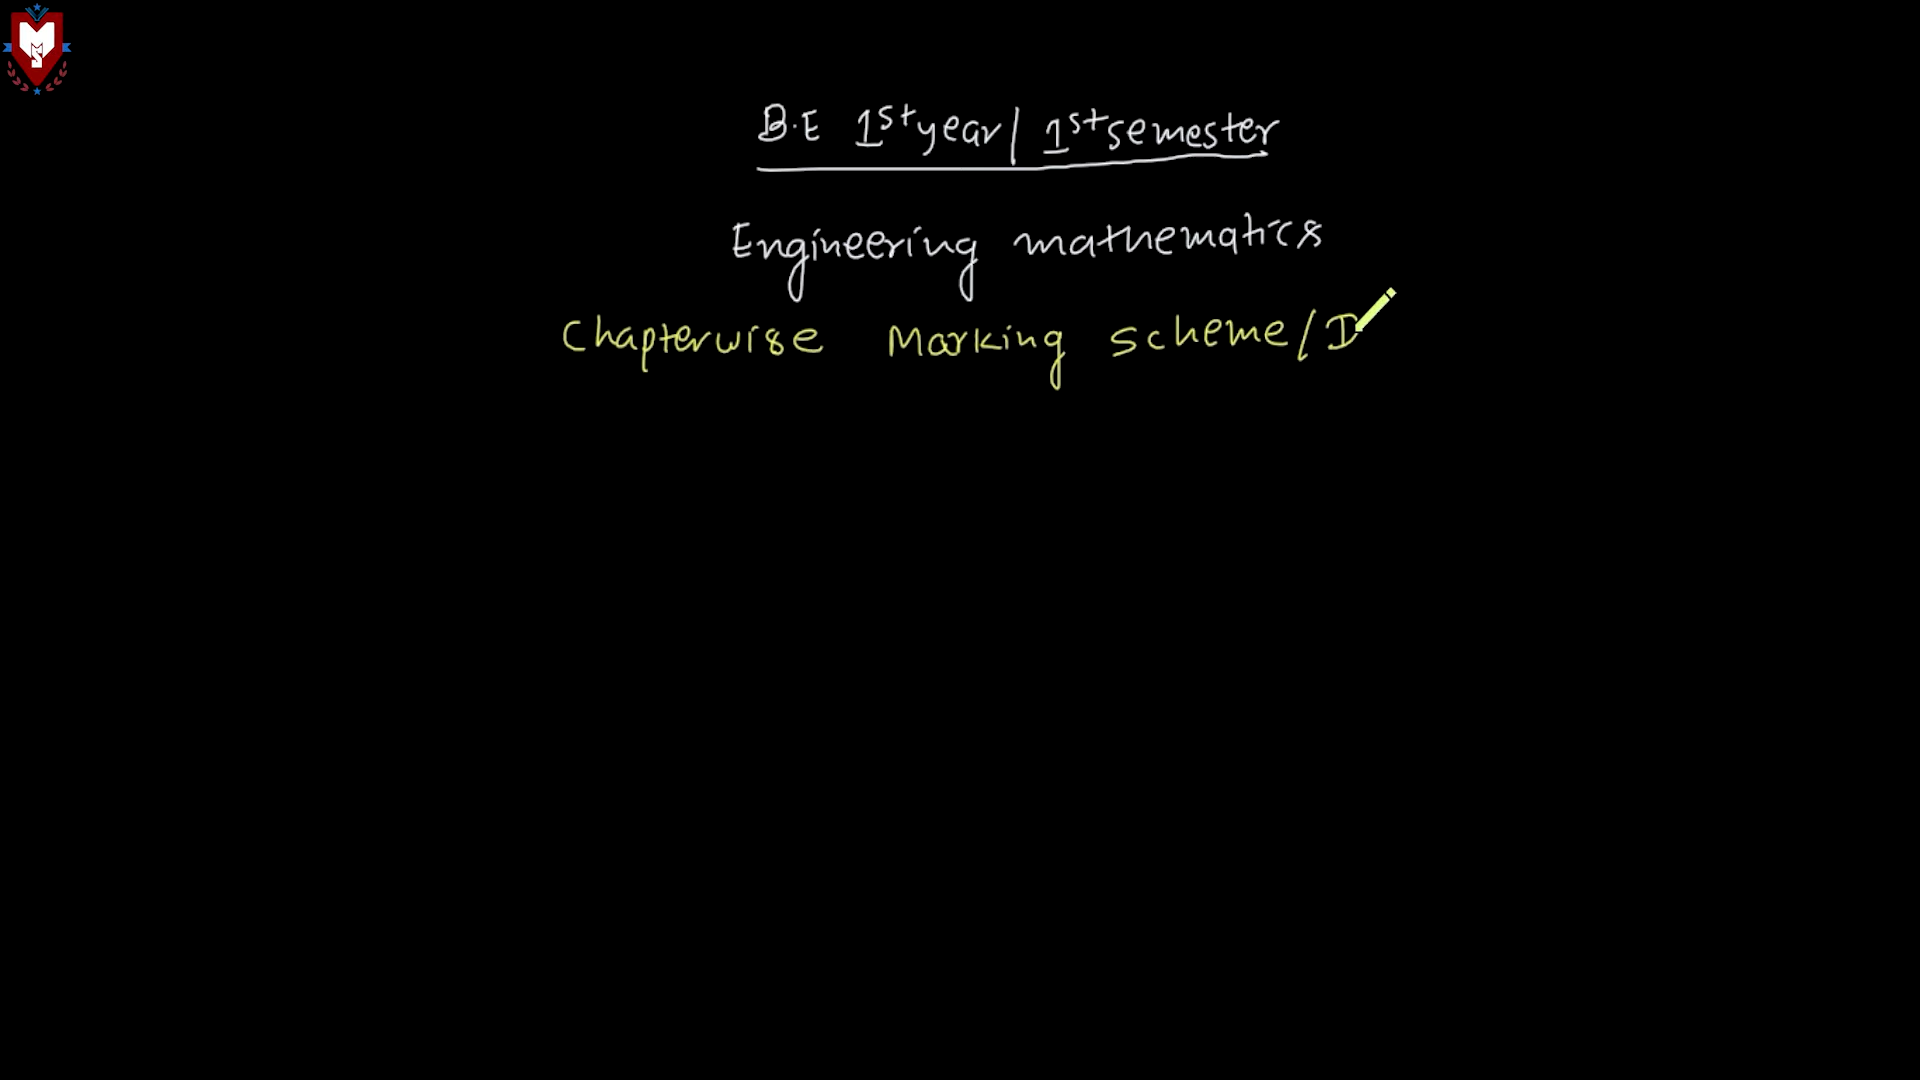 B.E 1st year/ 1st semester
Engineering mathematics
Chapterwise Marking scheme/I